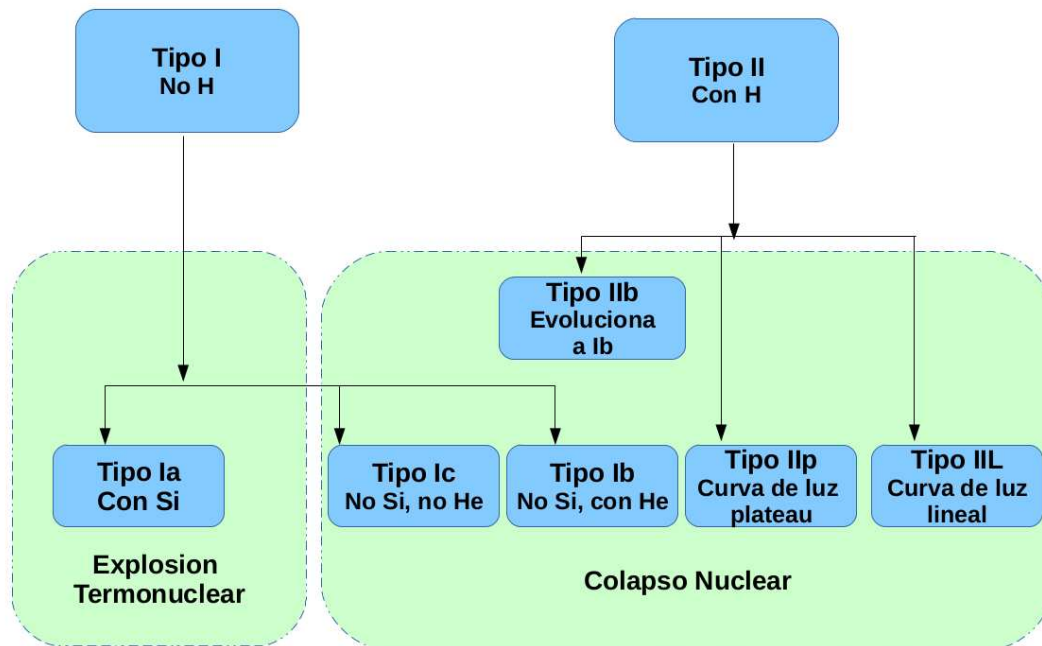 Tipo I
No H
Tipo II
Con H
Tipo IIb
Evoluciona
a Ib
Tipo Ia
Con Si
Tipo Ic
No Si, no He
Tipo Ib
No Si, con He
Tipo IIp
Curva de luz
plateau
Tipo IIL
Curva de luz
lineal
Explosion
Termonuclear
Colapso Nuclear